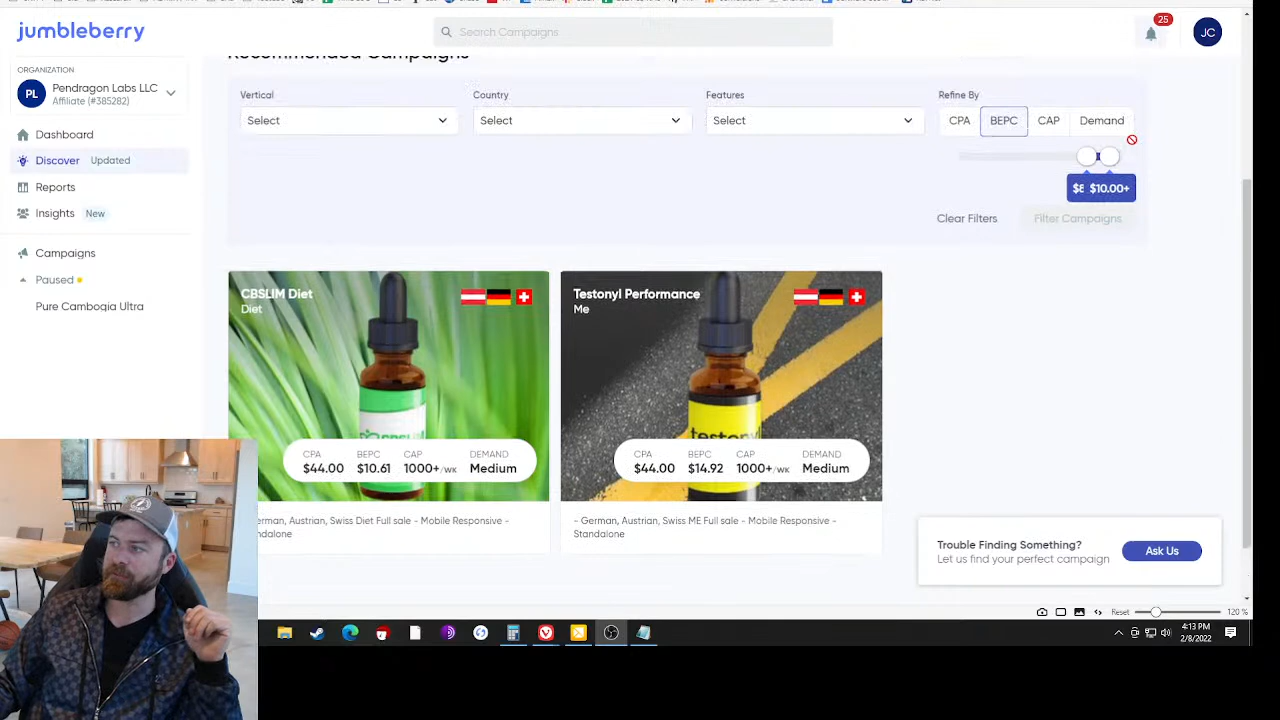 jumbleberry
Search Campaigns
25
JC
ORGANIZATION
PL
Pendragon Labs LLC
Affiliate (#385282)
Dashboard
Discover Updated
Reports
Insights New
Campaigns
Paused
Pure Cambogia Ultra
Recommended Campaigns
Vertical
Select
Country
Select
Features
Select
Refine By
CPA BEPC CAP Demand
$8 $10.00+
Clear Filters Filter Campaigns
CBSLIM Diet
Diet
CPA BEPC CAP DEMAND
$44.00 $10.61 1000+/WK Medium
erman, Austrian, Swiss Diet Full sale - Mobile Responsive -
ndalone
Testonyl Performance
Me
testonyl
CPA BEPC CAP DEMAND
$44.00 $14.92 1000+/WK Medium
- German, Austrian, Swiss ME Full sale - Mobile Responsive -
Standalone
Trouble Finding Something?
Let us find your perfect campaign
Ask Us
Reset 120 %
4:13 PM
2/8/2022